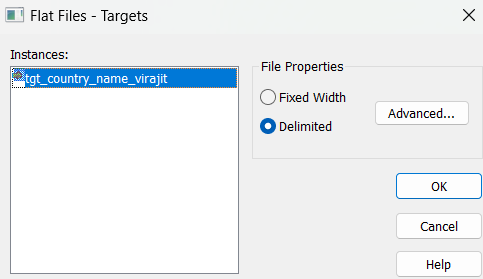 Flat Files - Targets
Instances:
tgt_country_name_virajit
File Properties
Fixed Width
Delimited
Advanced...
OK
Cancel
Help